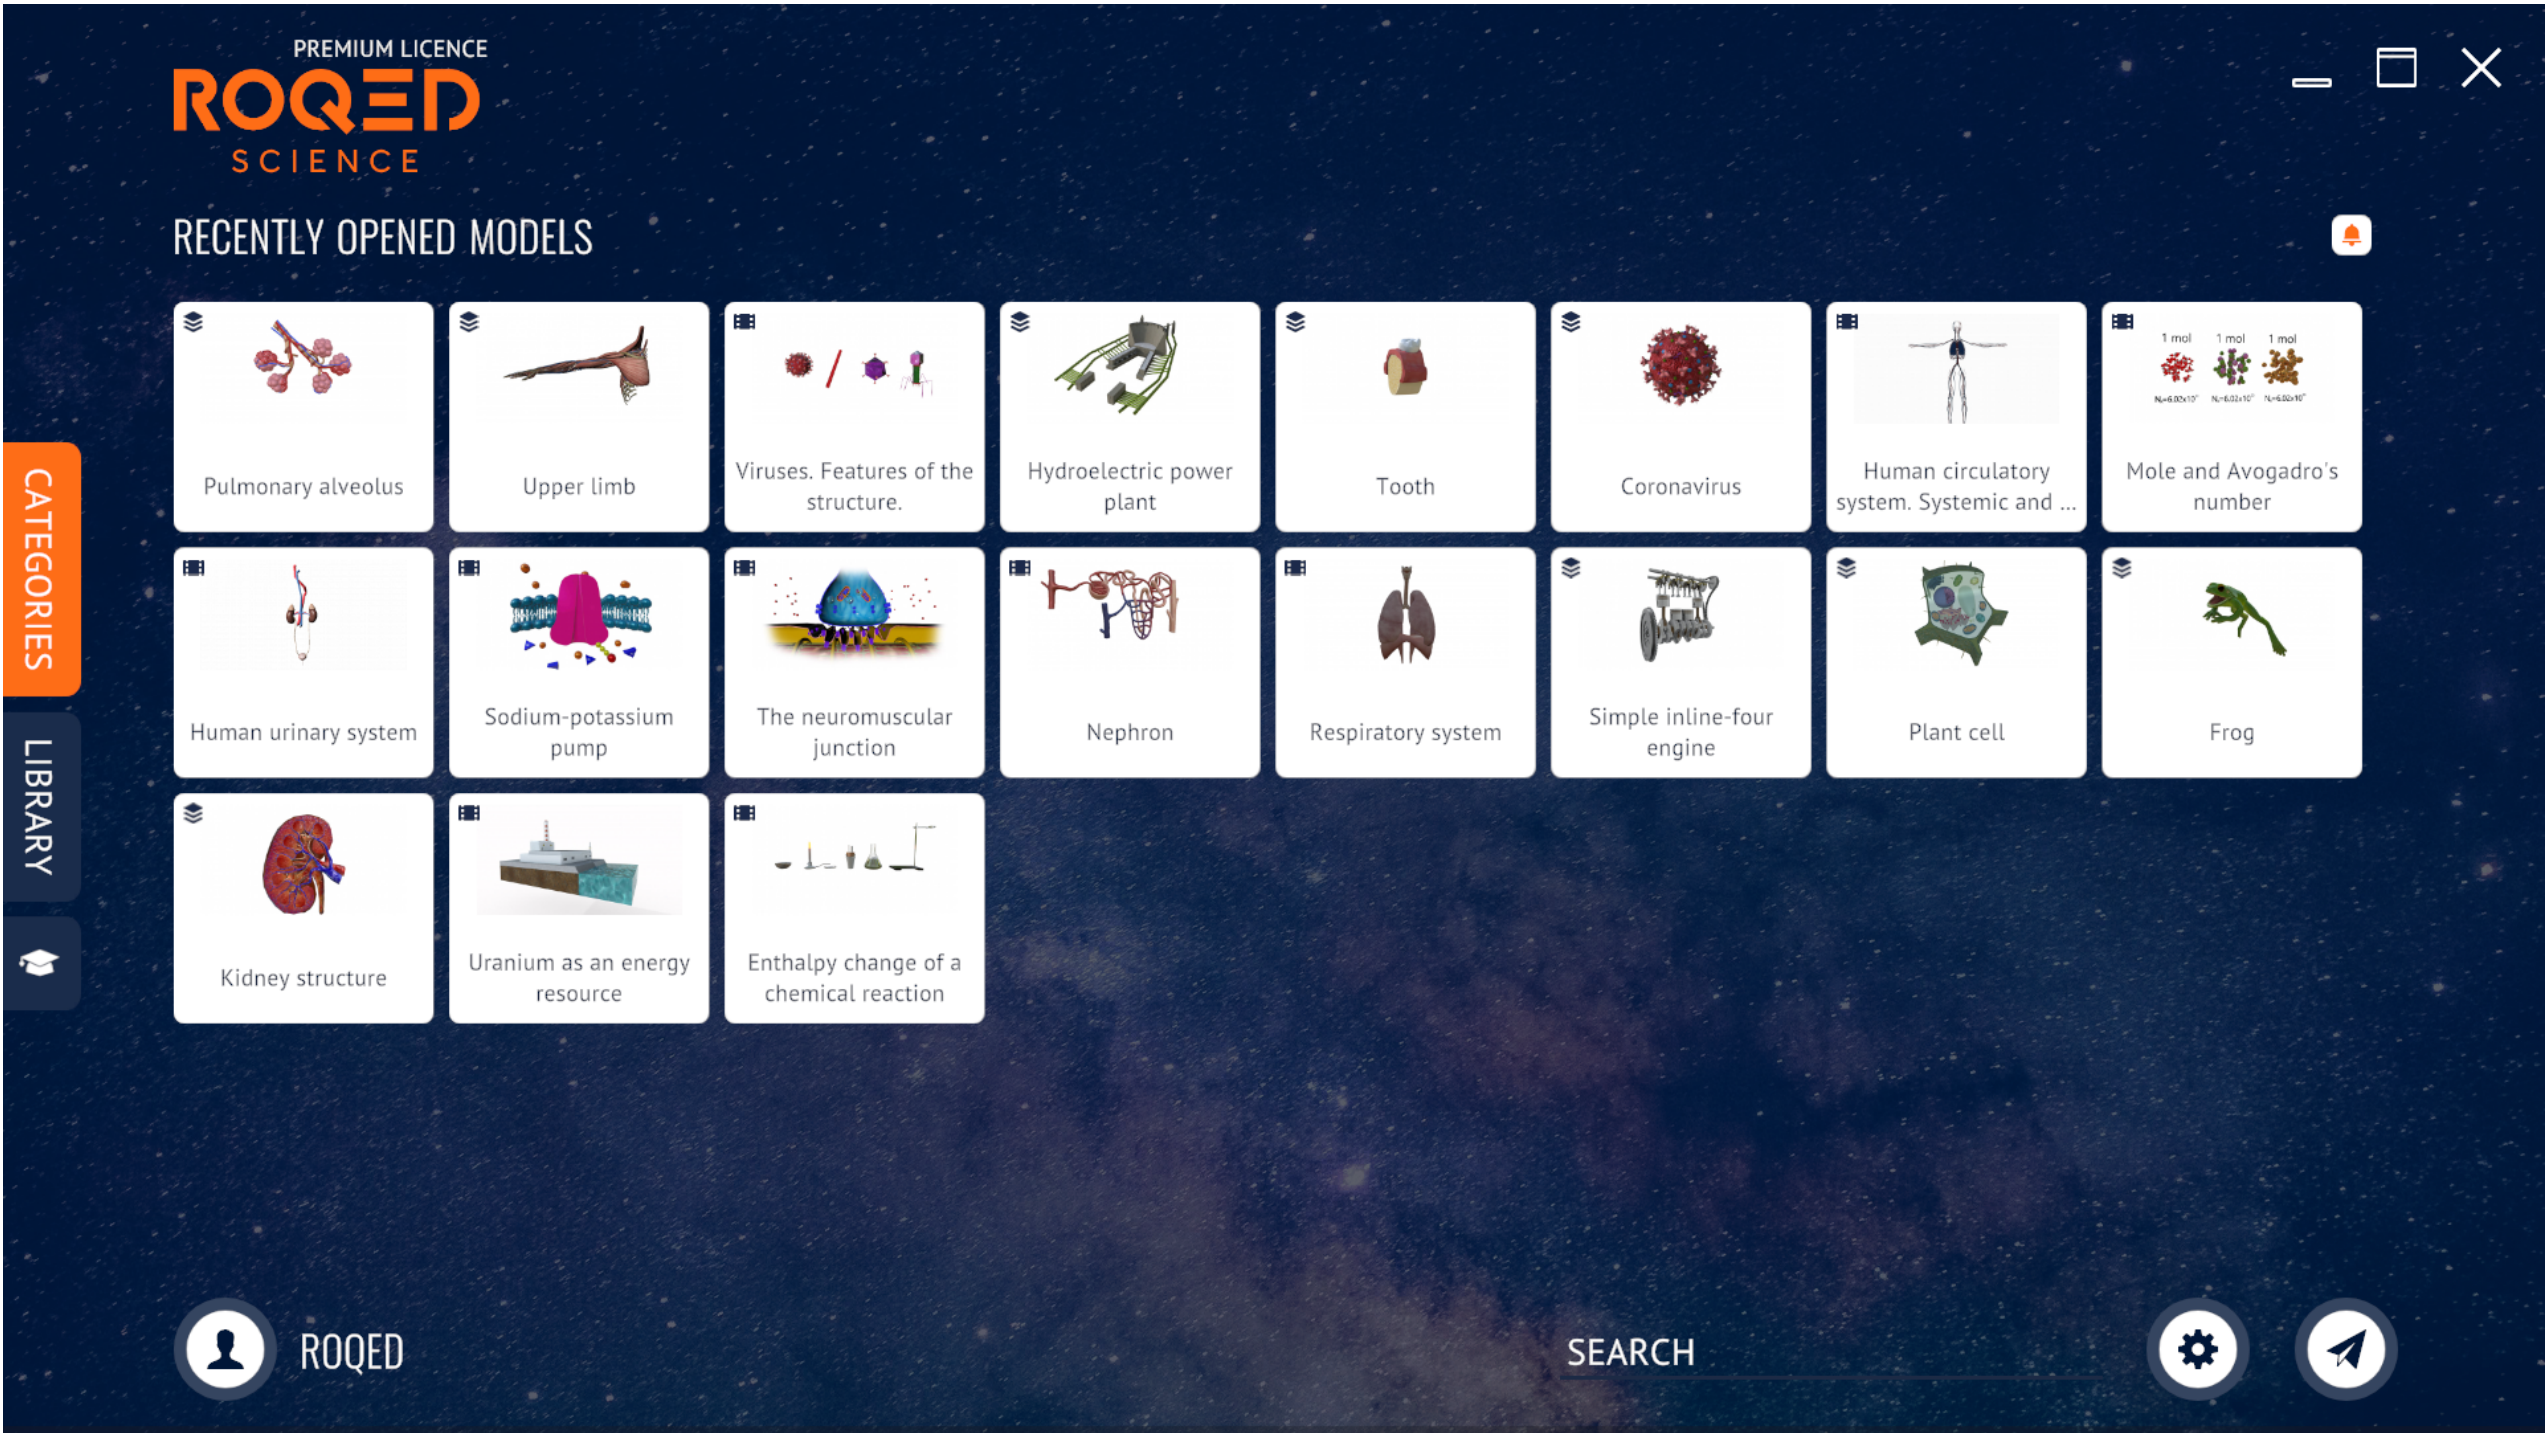 PREMIUM LICENCE
ROQED
SCIENCE
RECENTLY OPENED MODELS
CATEGORIES
LIBRARY
Pulmonary alveolus
Upper limb
Viruses. Features of the
structure.
Hydroelectric power
plant
Tooth
Coronavirus
Human circulatory
system. Systemic and ...
1 mol 1 mol 1 mol
Mole and Avogadro's
number
Human urinary system
Sodium-potassium
pump
The neuromuscular
junction
Nephron
Respiratory system
Simple inline-four
engine
Plant cell
Frog
Kidney structure
Uranium as an energy
resource
Enthalpy change of a
chemical reaction
ROQED
SEARCH